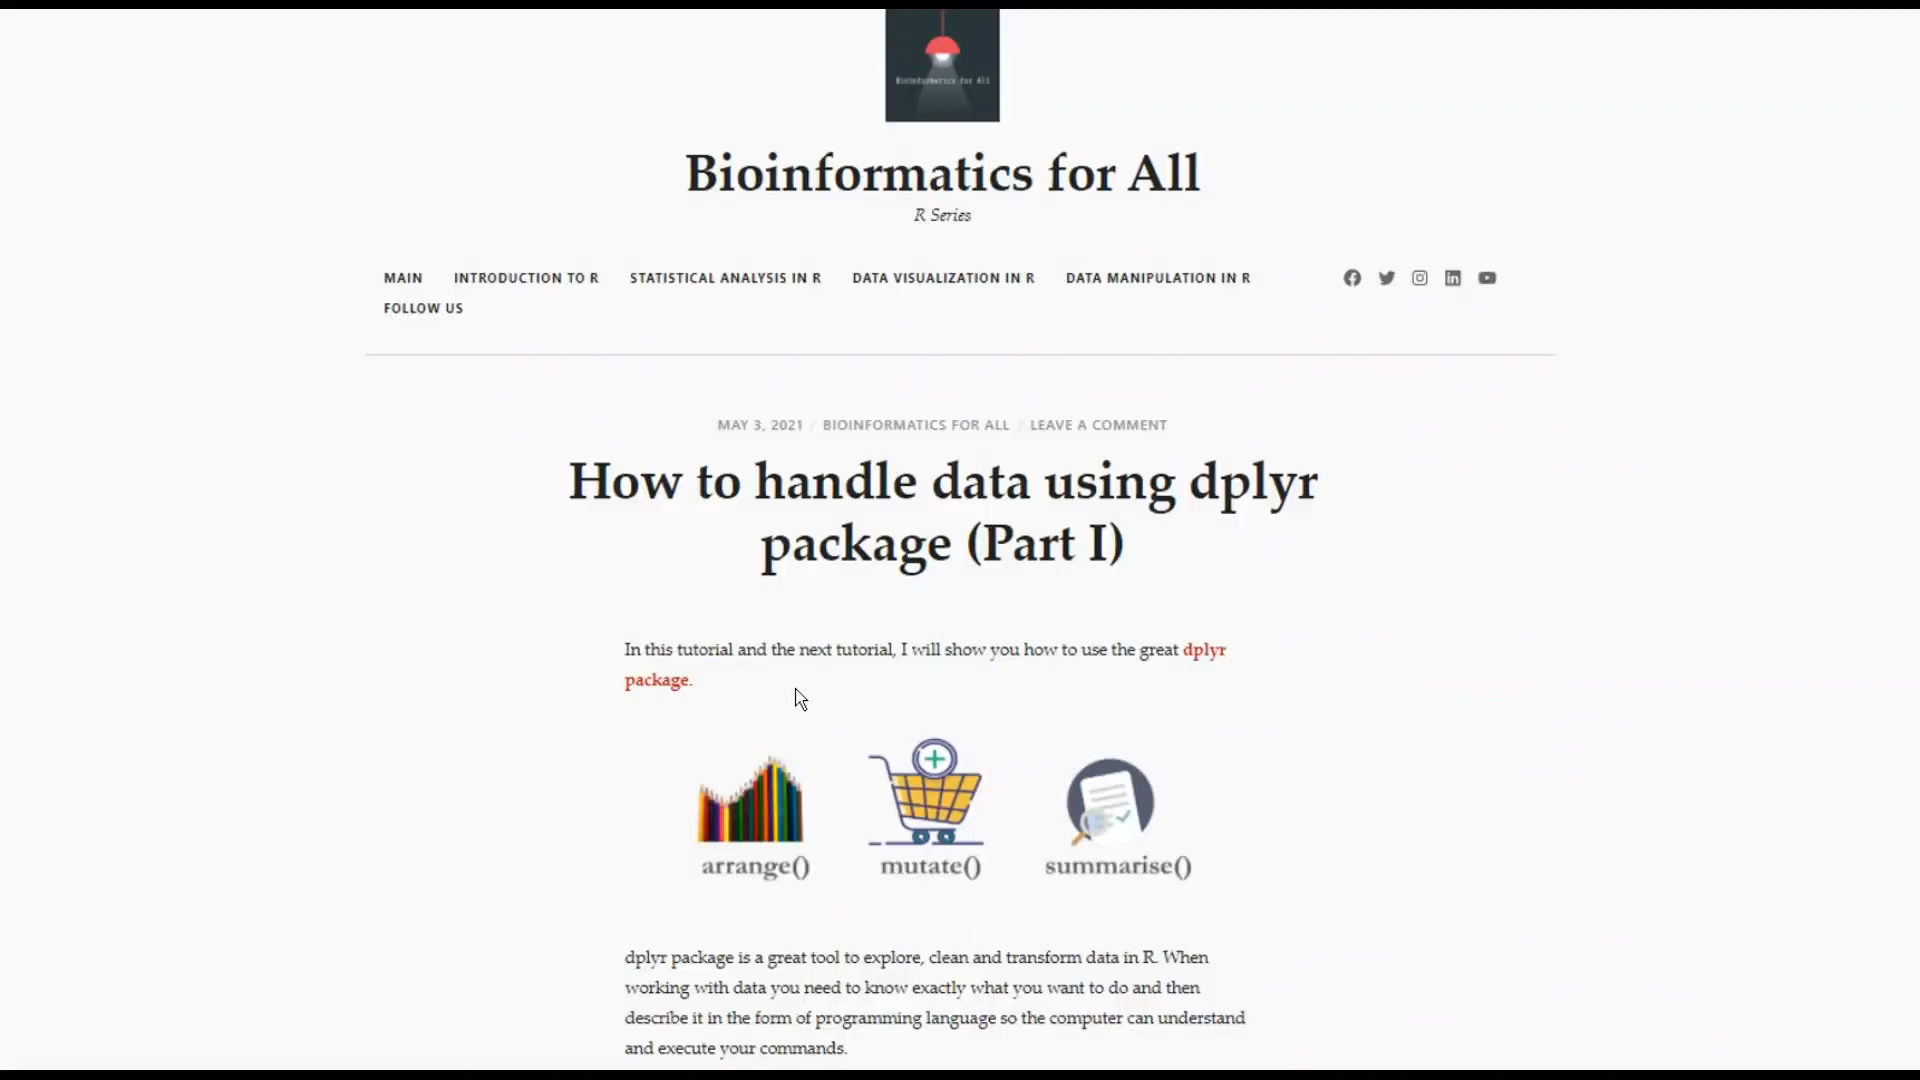 Bioinformatics for All
Bioinformatics for All
R Series
MAIN INTRODUCTION TO R STATISTICAL ANALYSIS IN R DATA VISUALIZATION IN R DATA MANIPULATION IN R
FOLLOW US
MAY 3, 2021 / BIOINFORMATICS FOR ALL / LEAVE A COMMENT
How to handle data using dplyr
package (Part I)
In this tutorial and the next tutorial, I will show you how to use the great dplyr
package.
arrange() mutate() summarise()
dplyr package is a great tool to explore, clean and transform data in R. When
working with data you need to know exactly what you want to do and then
describe it in the form of programming language so the computer can understand
and execute your commands.